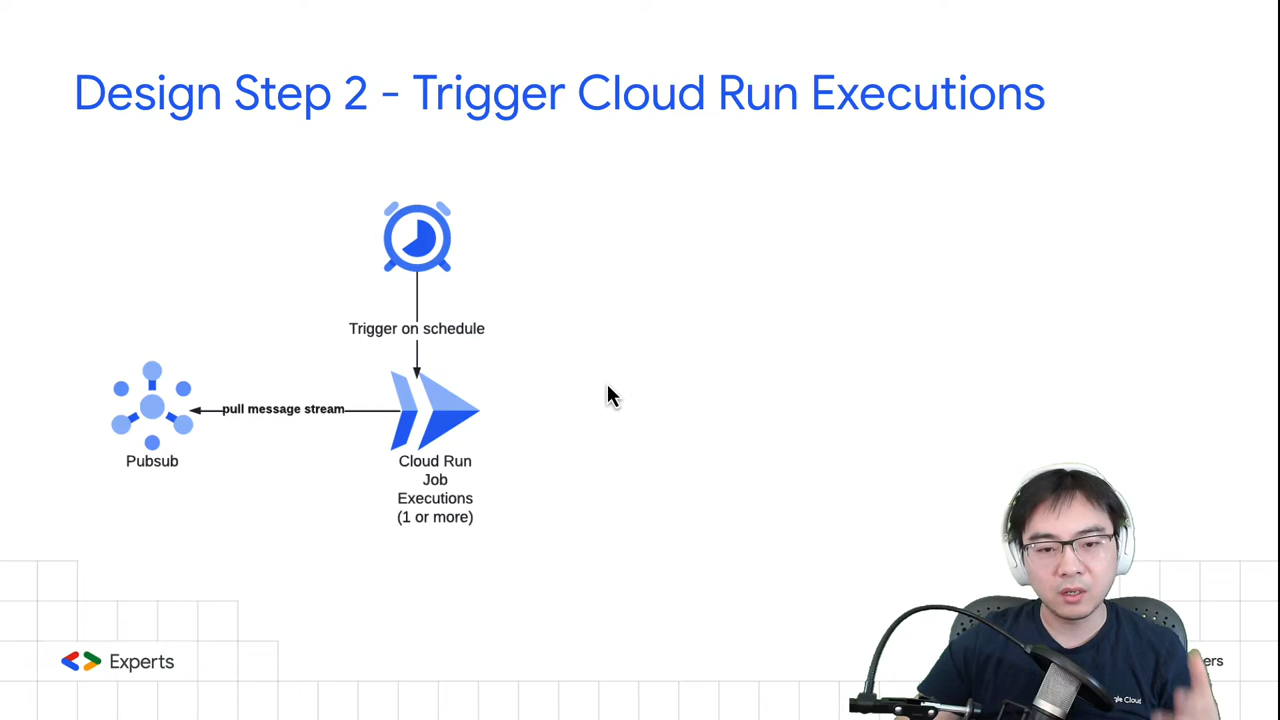 Design Step 2 - Trigger Cloud Run Executions
Trigger on schedule
pull message stream
Pubsub
Cloud Run
Job
Executions
(1 or more)
Experts